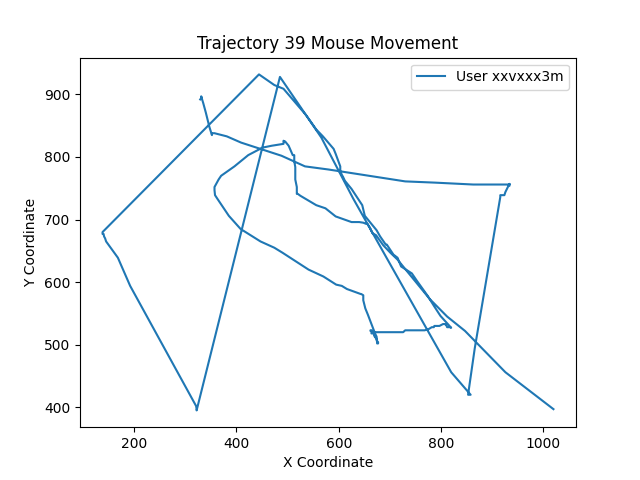 Trajectory 39 Mouse Movement
User xxvxxx3m
Y Coordinate
900
800
700
600
500
400
200 400 600 800 1000
X Coordinate